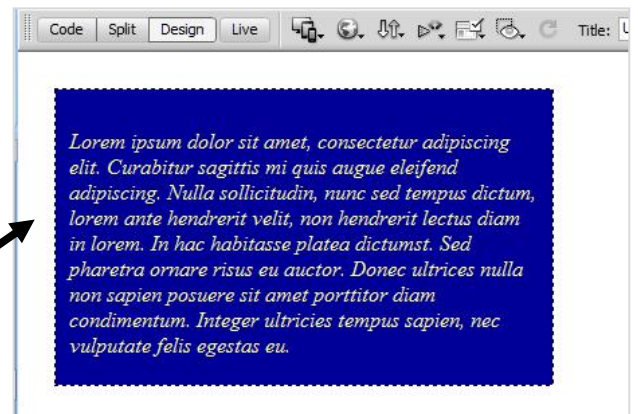 Code Split Design Live Title:
Lorem ipsum dolor sit amet, consectetur adipiscing
elit. Curabitur sagittis mi quis augue eleifend
adipiscing. Nulla sollicitudin, nunc sed tempus dictum,
lorem ante hendrerit velit, non hendrerit lectus diam
in lorem. In hac habitasse platea dictumst. Sed
pharetra ornare risus eu auctor. Donec ultrices nulla
non sapien posuere sit amet porttitor diam
condimentum. Integer ultricies tempus sapien, nec
vulputate felis egestas eu.